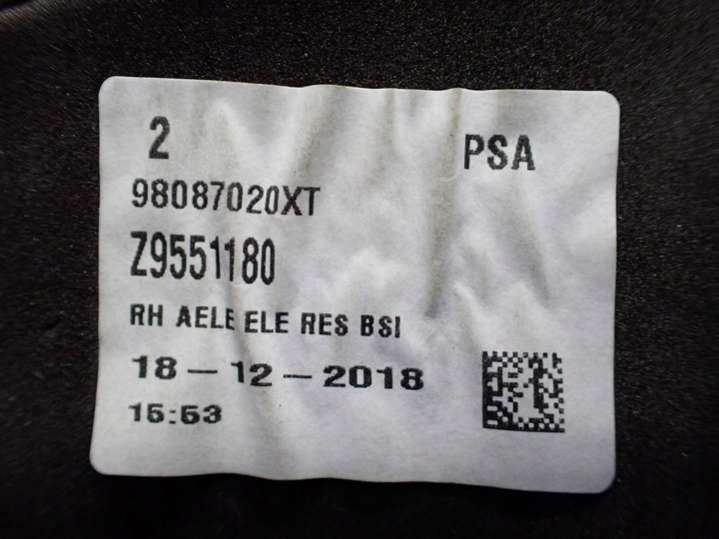 2 PSA
98087020XT
Z9551180
RH AELE ELE RES BSI
18-12-2018
15:53